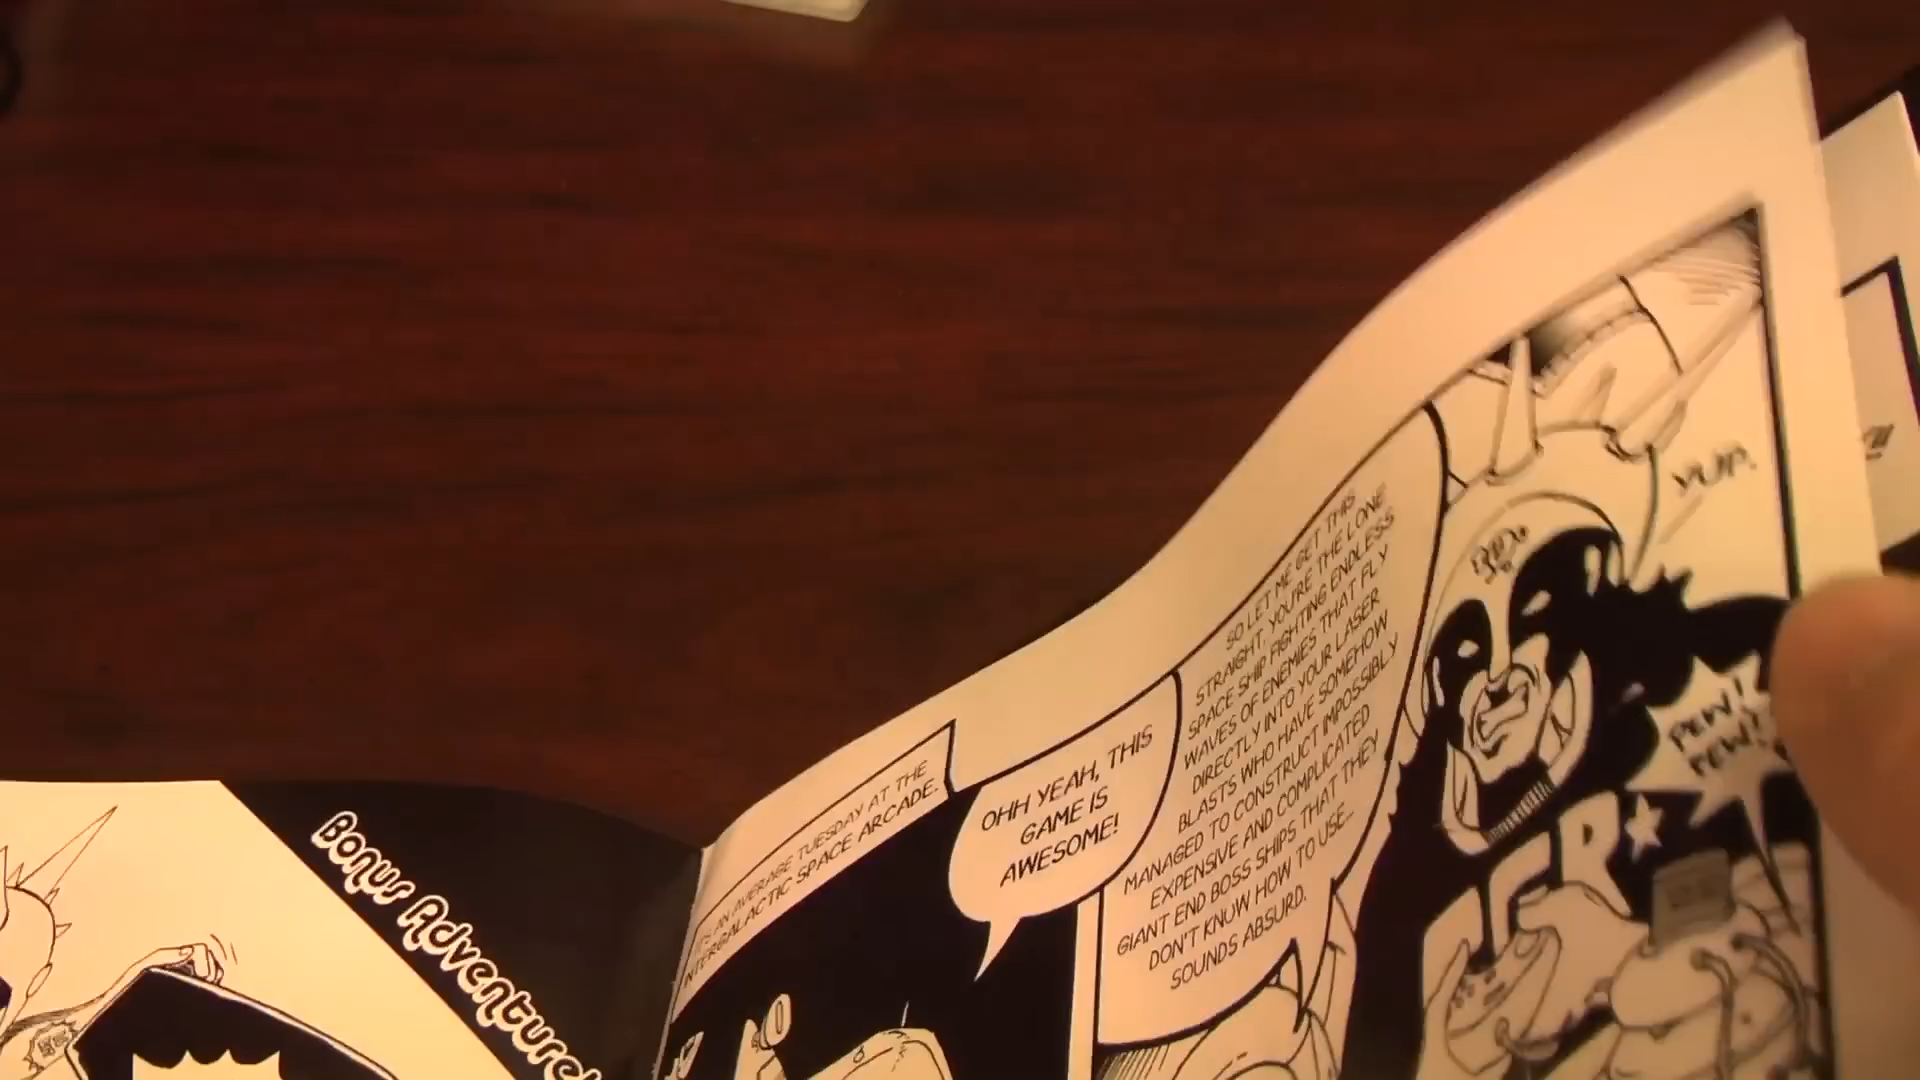 Bonus Adventure!
IT'S AN AVERAGE TUESDAY AT THE
INTERGALACTIC SPACE ARCADE.
OHH YEAH, THIS
GAME IS
AWESOME!
SO LET ME GET THIS
STRAIGHT, YOU'RE THE LONE
SPACE SHIP FIGHTING ENDLESS
WAVES OF ENEMIES THAT FLY
DIRECTLY INTO YOUR LASER
BLASTS WHO HAVE SOMEHOW
MANAGED TO CONSTRUCT IMPOSSIBLY
EXPENSIVE AND COMPLICATED
GIANT END BOSS SHIPS THAT THEY
DON'T KNOW HOW TO USE...
SOUNDS ABSURD.
YUP.
PEW!
PEW!